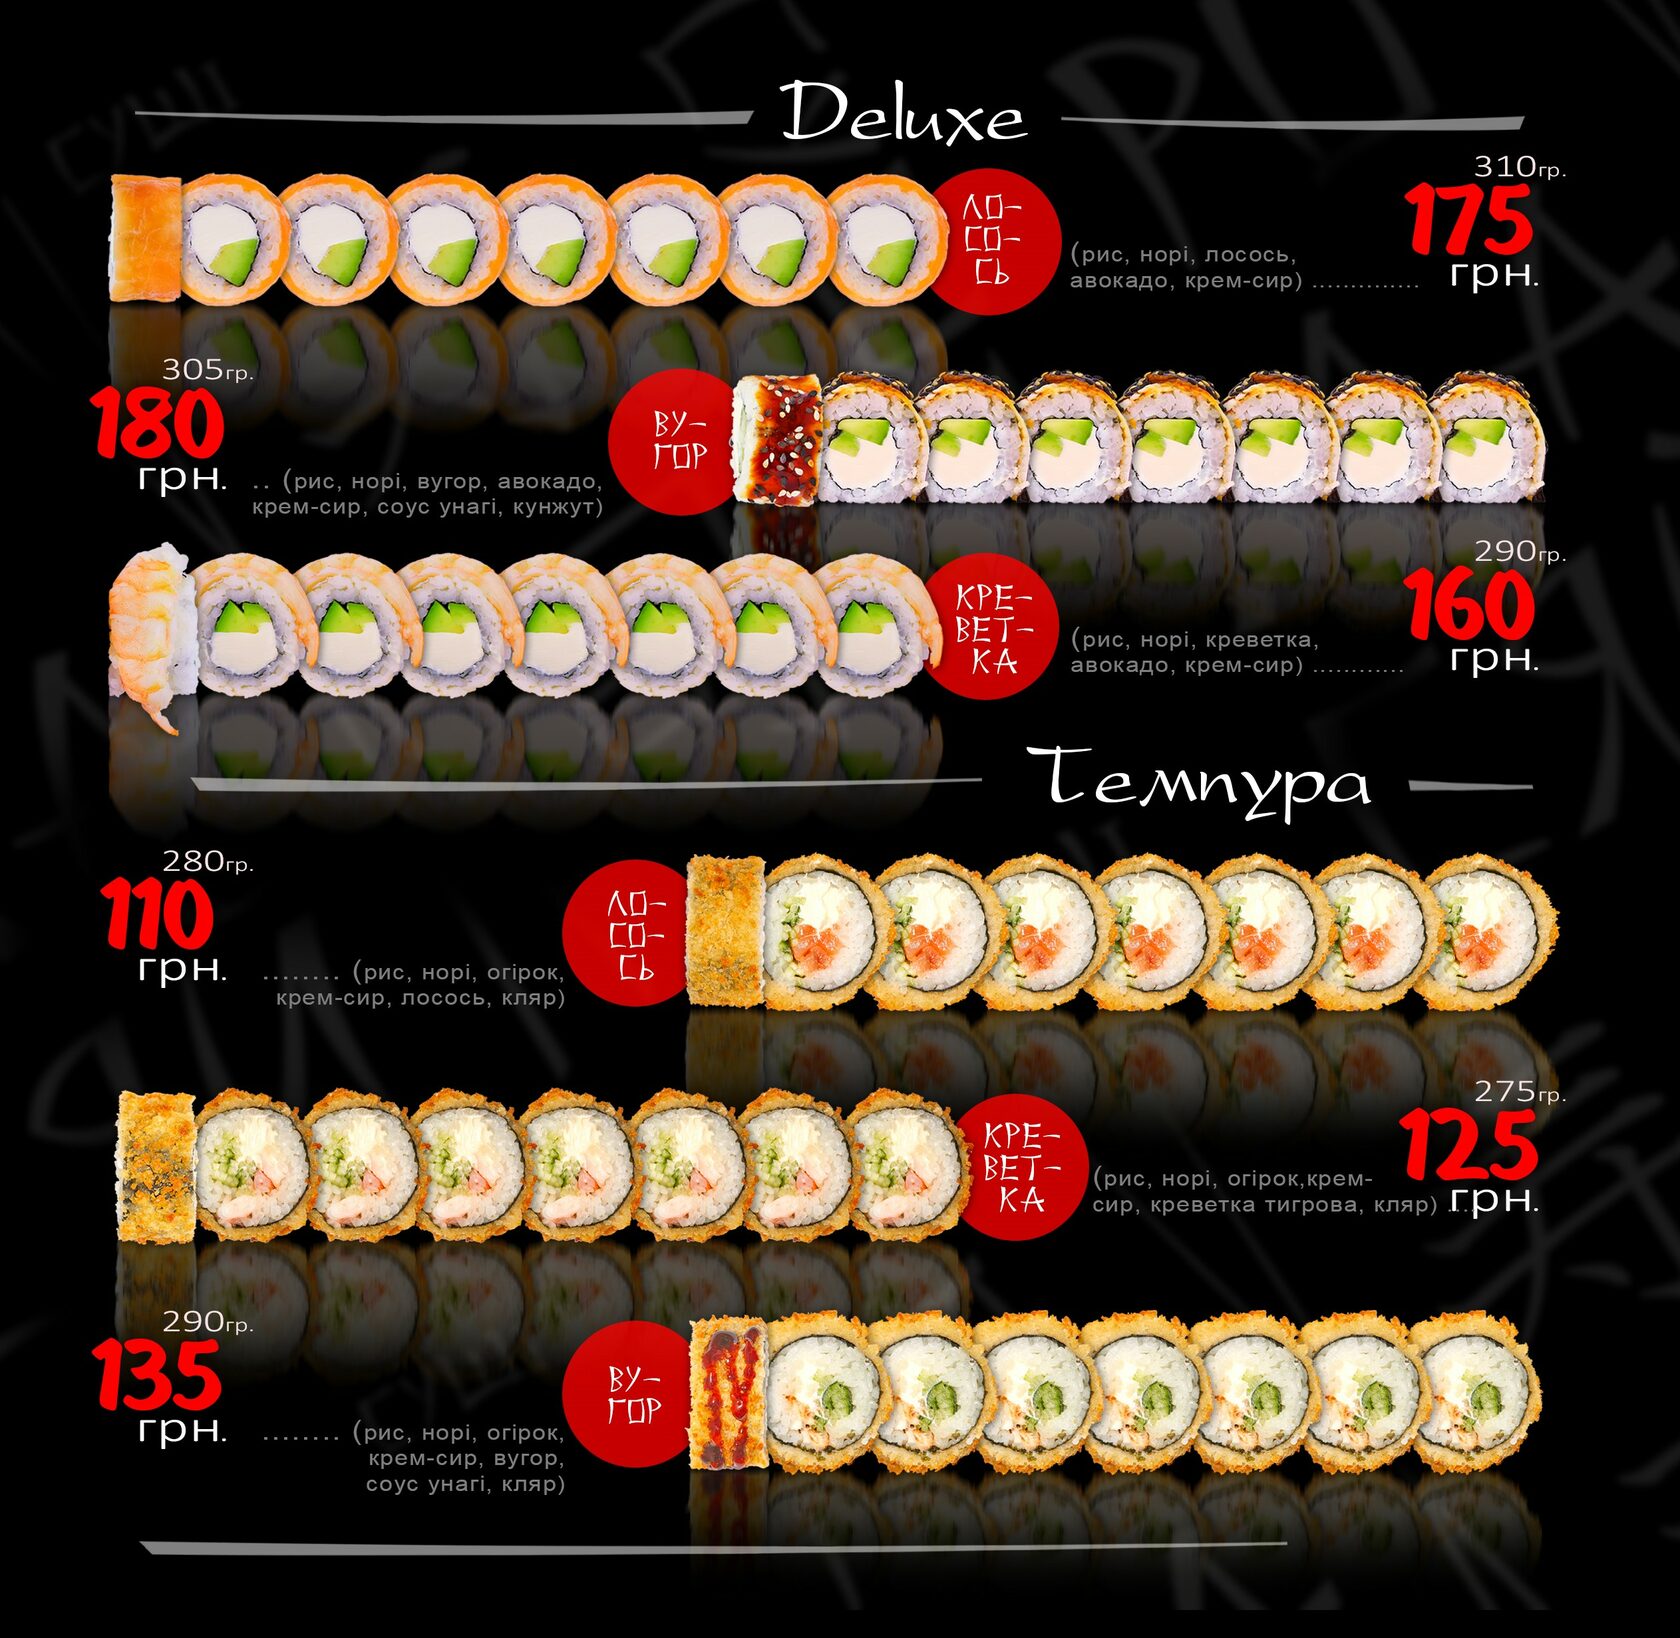 Deluxe
ЛО-
СО-
СЬ
(рис, норі, лосось,
авокадо, крем-сир) ..............
310гр.
175
грн.
305гр.
180
грн.
.. (рис, норі, вугор, авокадо,
крем-сир, соус унагі, кунжут)
ВУ-
ГОР
КРЕ-
ВЕТ-
КА
(рис, норі, креветка,
авокадо, крем-сир) ............
290гр.
160
грн.
Темпура
280гр.
110
грн.
........ (рис, норі, огірок,
крем-сир, лосось, кляр)
ЛО-
СО-
СЬ
КРЕ-
ВЕТ-
КА
(рис, норі, огірок,крем-
сир, креветка тигрова, кляр) ...
275гр.
125
грн.
290гр.
135
грн.
........ (рис, норі, огірок,
крем-сир, вугор,
соус унагі, кляр)
ВУ-
ГОР